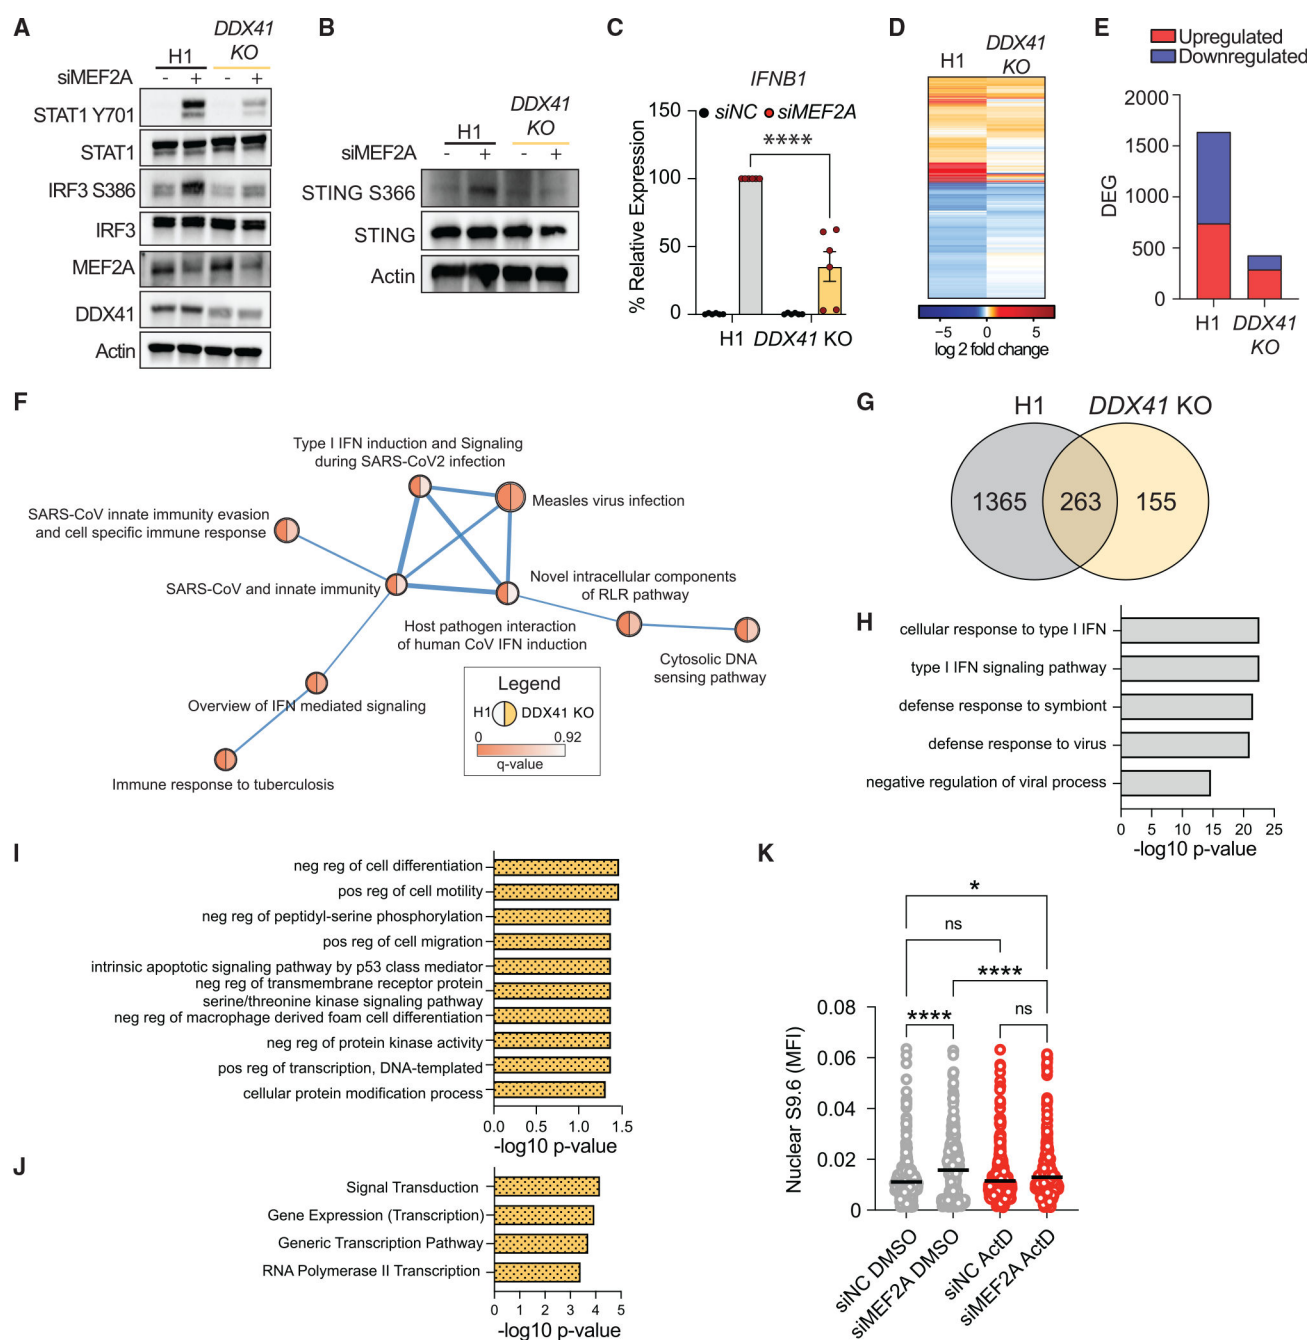 A
DDX41
KO
H1
siMEF2A
- + - +
STAT1 Y701
STAT1
IRF3 S386
IRF3
MEF2A
DDX41
Actin
B
DDX41
KO
H1
siMEF2A
- + - +
STING S366
STING
Actin
C
IFNB1
siNC siMEF2A
****
% Relative Expression
150
100
50
0
H1 DDX41 KO
D
H1
DDX41
KO
−5 0 5
log 2 fold change
E
Upregulated
Downregulated
DEG
2000
1500
1000
500
0
H1
DDX41
KO
F
Type I IFN induction and Signaling
during SARS-CoV2 infection
Measles virus infection
SARS-CoV innate immunity evasion
and cell specific immune response
SARS-CoV and innate immunity
Novel intracellular components
of RLR pathway
Host pathogen interaction
of human CoV IFN induction
Cytosolic DNA
sensing pathway
Overview of IFN mediated signaling
Immune response to tuberculosis
Legend
H1 DDX41 KO
0 0.92
q-value
G
H1 DDX41 KO
1365 263 155
H
cellular response to type I IFN
type I IFN signaling pathway
defense response to symbiont
defense response to virus
negative regulation of viral process
0 5 10 15 20 25
-log10 p-value
I
neg reg of cell differentiation
pos reg of cell motility
neg reg of peptidyl-serine phosphorylation
pos reg of cell migration
intrinsic apoptotic signaling pathway by p53 class mediator
neg reg of transmembrane receptor protein
serine/threonine kinase signaling pathway
neg reg of macrophage derived foam cell differentiation
neg reg of protein kinase activity
pos reg of transcription, DNA-templated
cellular protein modification process
0.0 0.5 1.0 1.5
-log10 p-value
J
Signal Transduction
Gene Expression (Transcription)
Generic Transcription Pathway
RNA Polymerase II Transcription
0 1 2 3 4 5
-log10 p-value
K
*
ns
****
**** ns
Nuclear S9.6 (MFI)
0.08
0.06
0.04
0.02
0
siNC DMSO
siMEF2A DMSO
siNC ActD
siMEF2A ActD